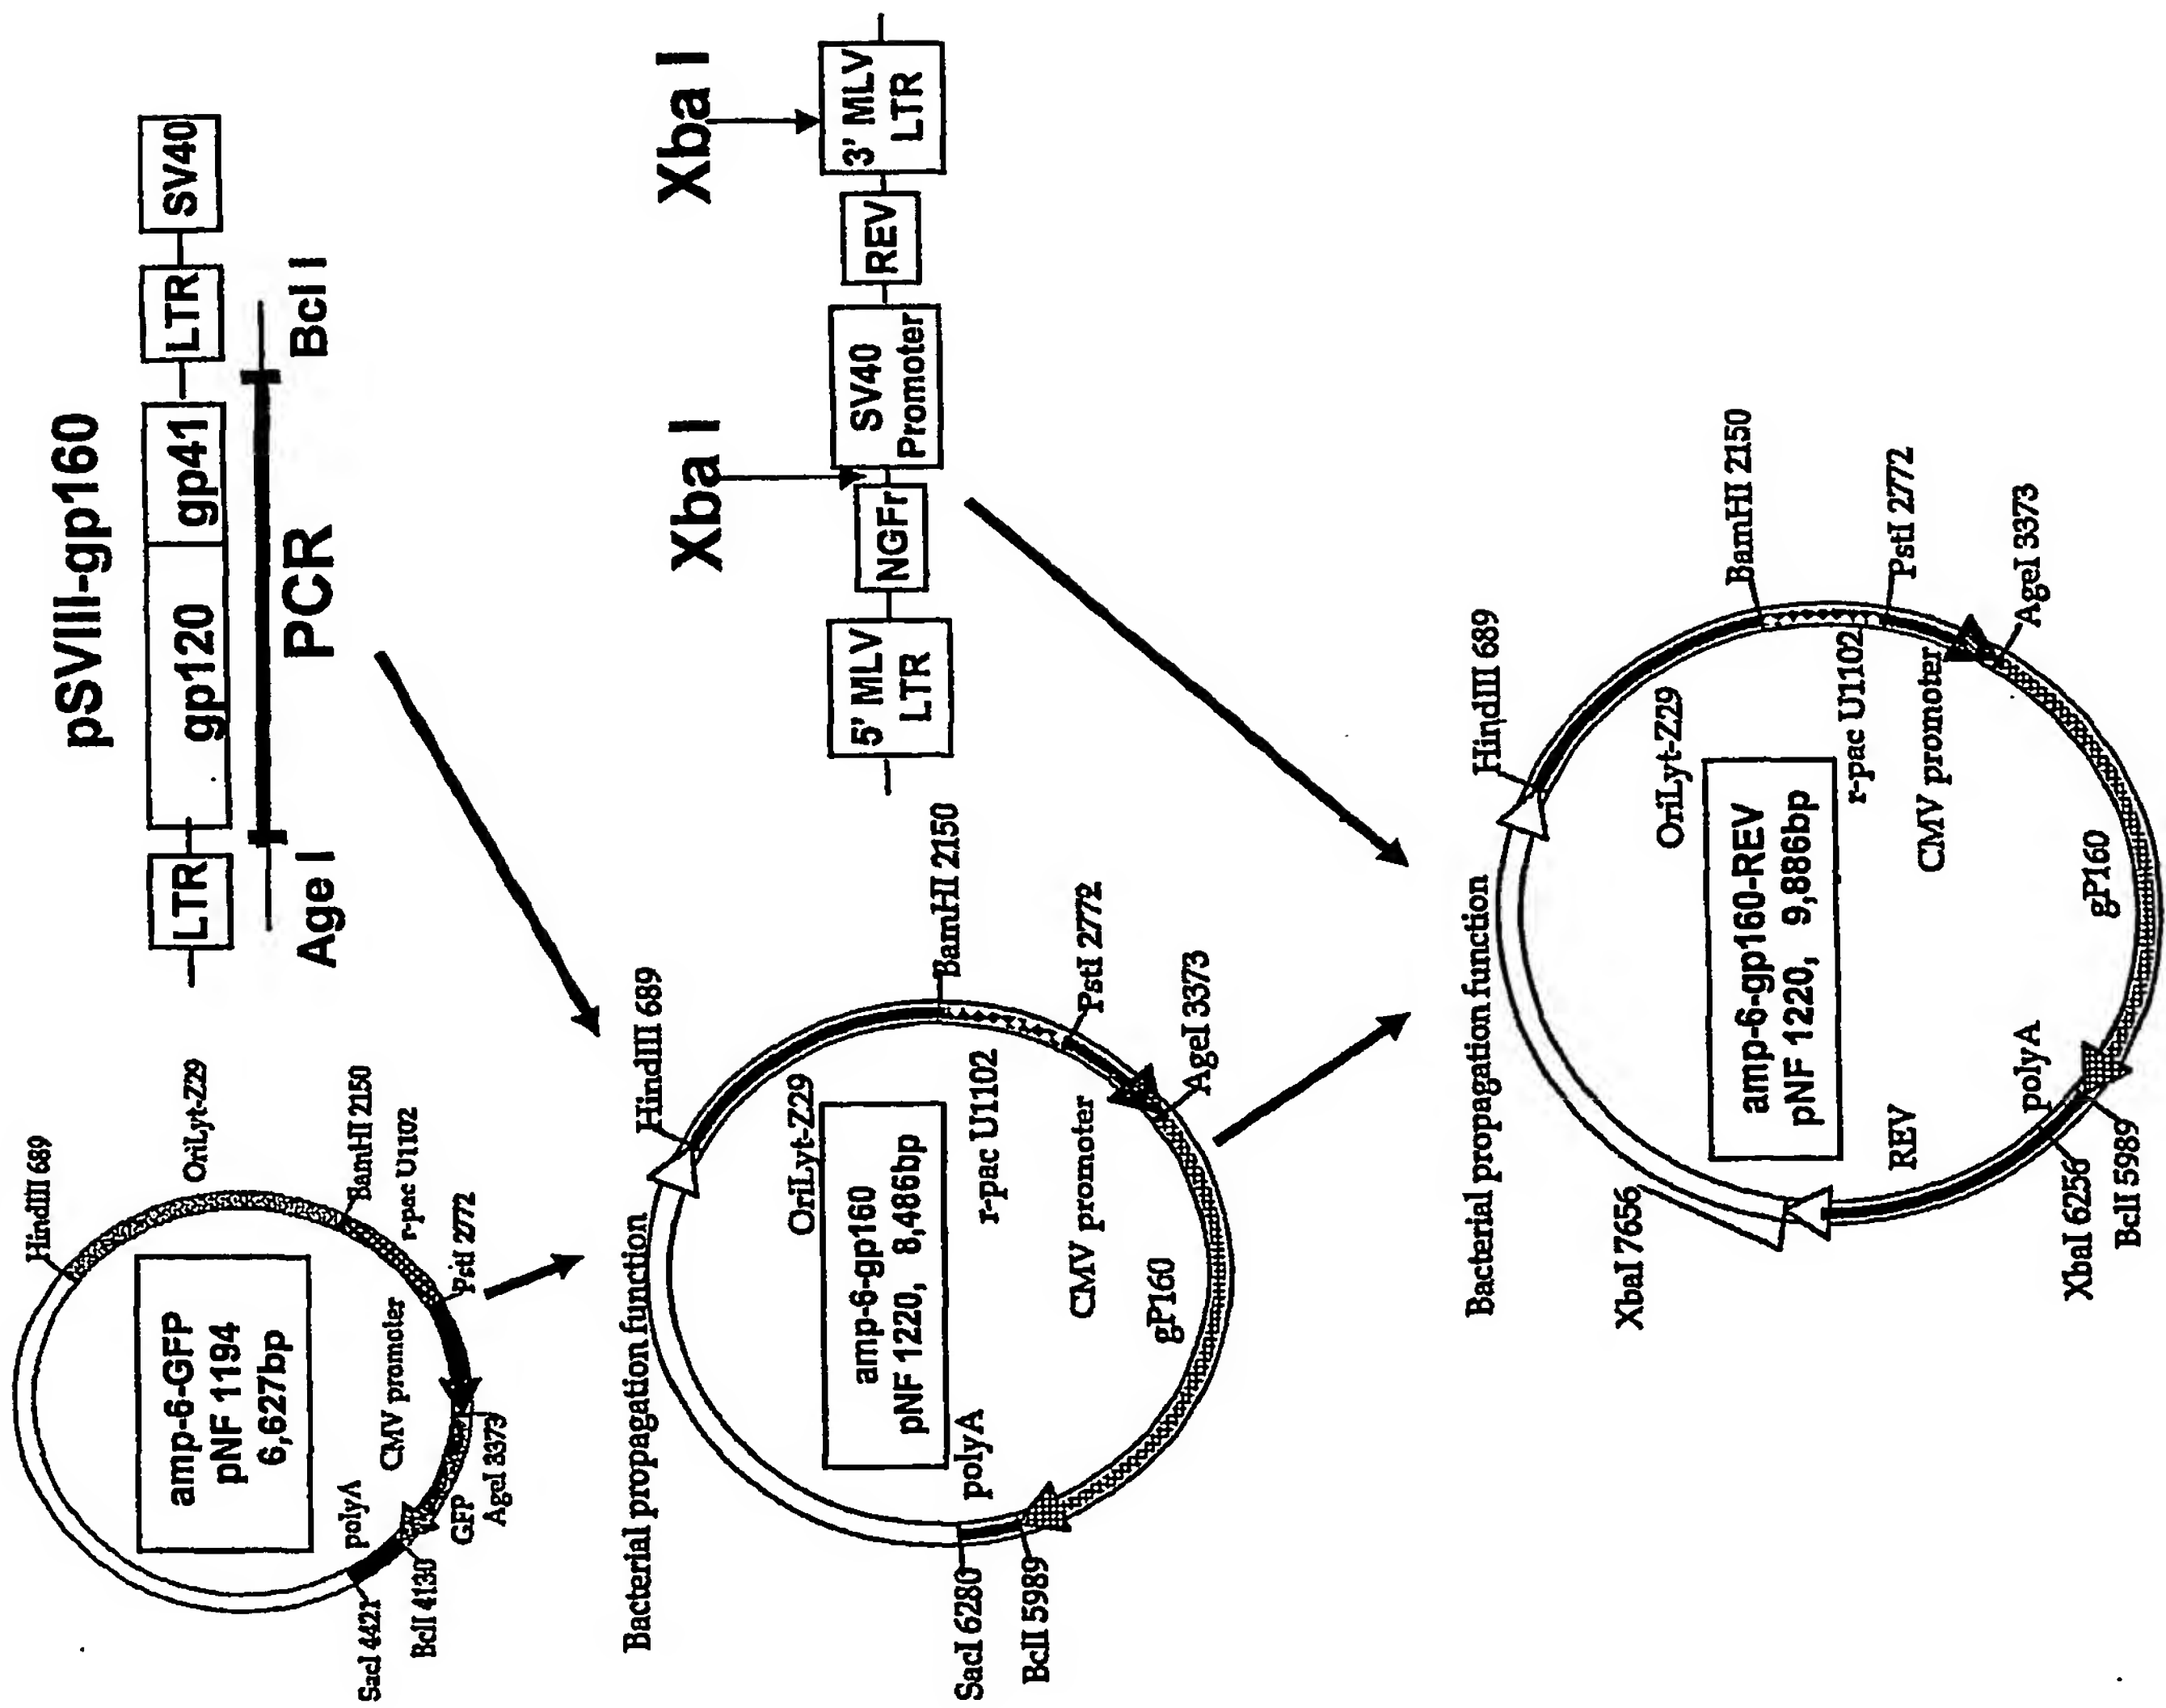 pSVIII-gp160
LTR
gp120
gp41
LTR
SV40
Age I
PCR
Bcl I
Xba I
Xba I
5' MLV
LTR
NGFr
SV40
Promoter
REV
3' MLV
LTR
HindIII 689
OriLyt-Z29
BamHI 2150
r-pac U1102
PstI 2772
CMV promoter
AgeI 3373
GFP
polyA
BclI 4130
SacI 4421
amp-6-GFP
pNF 1194
6,627bp
Bacterial propagation function
HindIII 689
OriLyt-Z29
BamHI 2150
r-pac U1102
PstI 2772
CMV promoter
AgeI 3373
gP160
polyA
BclI 5989
SacI 6280
amp-6-gp160
pNF 1220, 8,486bp
Bacterial propagation function
HindIII 689
OriLyt-Z29
BamHI 2150
r-pac U1102
PstI 2772
CMV promoter
AgeI 3373
gP160
polyA
BclI 5989
XbaI 6256
REV
XbaI 7656
amp-6-gp160-REV
pNF 1220, 9,886bp